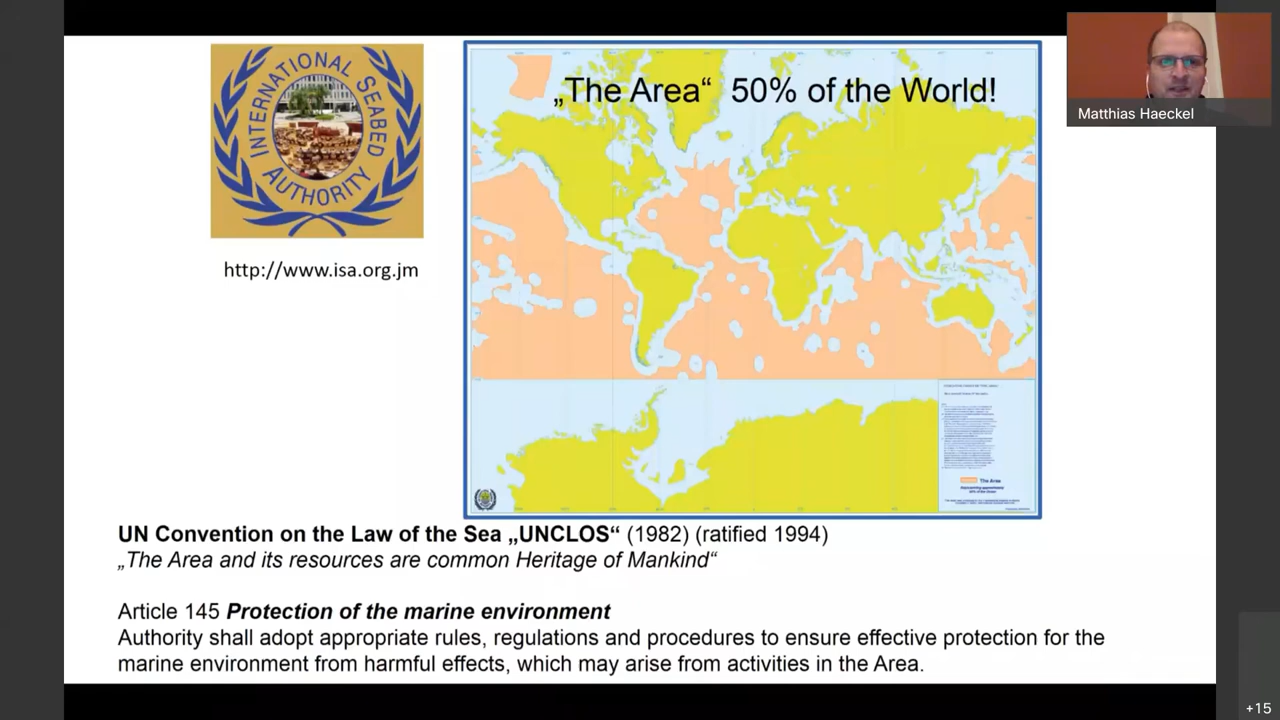 INTERNATIONAL SEABED AUTHORITY
http://www.isa.org.jm
„The Area“ 50% of the World!
The Area
Matthias Haeckel
UN Convention on the Law of the Sea „UNCLOS“ (1982) (ratified 1994)
„The Area and its resources are common Heritage of Mankind“
Article 145 Protection of the marine environment
Authority shall adopt appropriate rules, regulations and procedures to ensure effective protection for the
marine environment from harmful effects, which may arise from activities in the Area.
+15